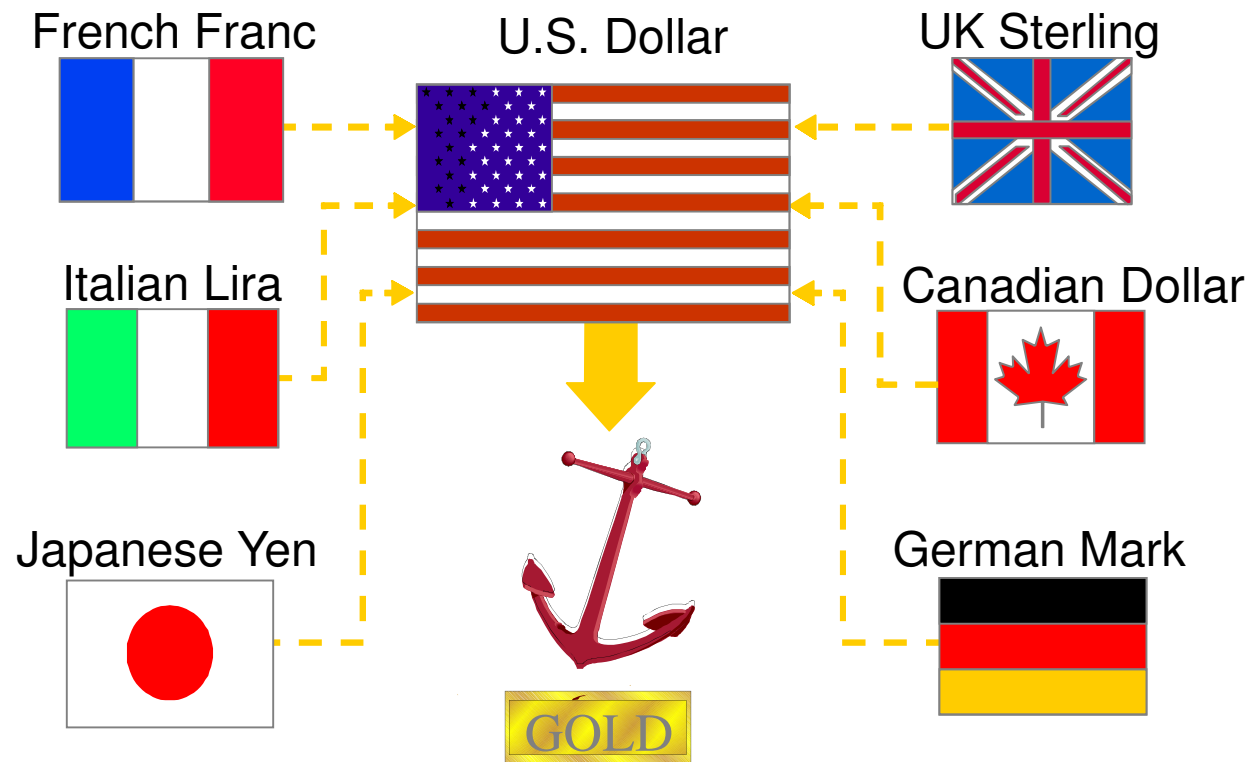 French Franc
U.S. Dollar
UK Sterling
Italian Lira
Canadian Dollar
Japanese Yen
German Mark
GOLD